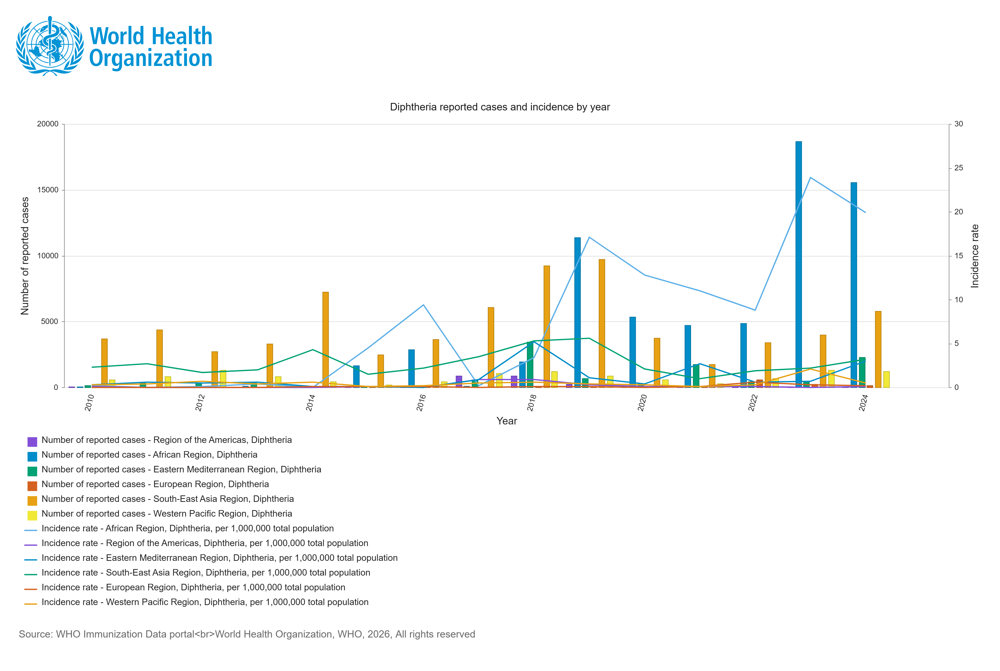 World Health
Organization
Diphtheria reported cases and incidence by year
20000
15000
10000
5000
0
Number of reported cases
30
25
20
15
10
5
0
Incidence rate
2010
2012
2014
2016
2018
2020
2022
2024
Year
Number of reported cases - Region of the Americas, Diphtheria
Number of reported cases - African Region, Diphtheria
Number of reported cases - Eastern Mediterranean Region, Diphtheria
Number of reported cases - European Region, Diphtheria
Number of reported cases - South-East Asia Region, Diphtheria
Number of reported cases - Western Pacific Region, Diphtheria
Incidence rate - African Region, Diphtheria, per 1,000,000 total population
Incidence rate - Region of the Americas, Diphtheria, per 1,000,000 total population
Incidence rate - Eastern Mediterranean Region, Diphtheria, per 1,000,000 total population
Incidence rate - South-East Asia Region, Diphtheria, per 1,000,000 total population
Incidence rate - European Region, Diphtheria, per 1,000,000 total population
Incidence rate - Western Pacific Region, Diphtheria, per 1,000,000 total population
Source: WHO Immunization Data portal<br>World Health Organization, WHO, 2026, All rights reserved